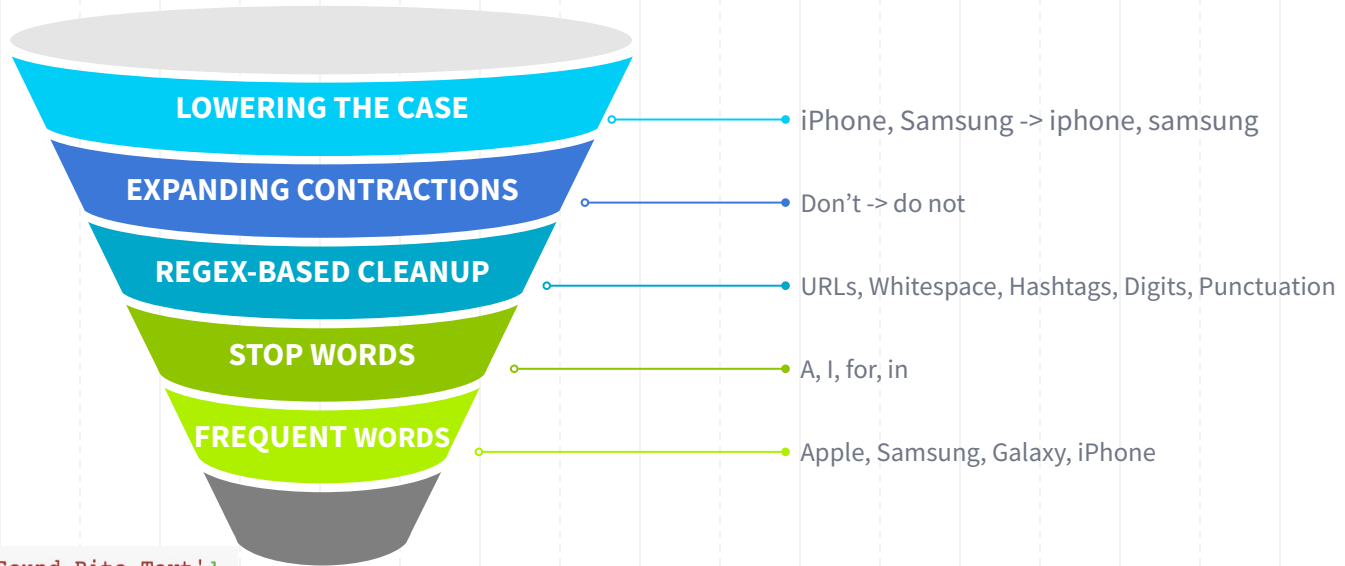 LOWERING THE CASE
iPhone, Samsung -> iphone, samsung
EXPANDING CONTRACTIONS
Don’t -> do not
REGEX-BASED CLEANUP
URLs, Whitespace, Hashtags, Digits, Punctuation
STOP WORDS
A, I, for, in
FREQUENT WORDS
Apple, Samsung, Galaxy, iPhone